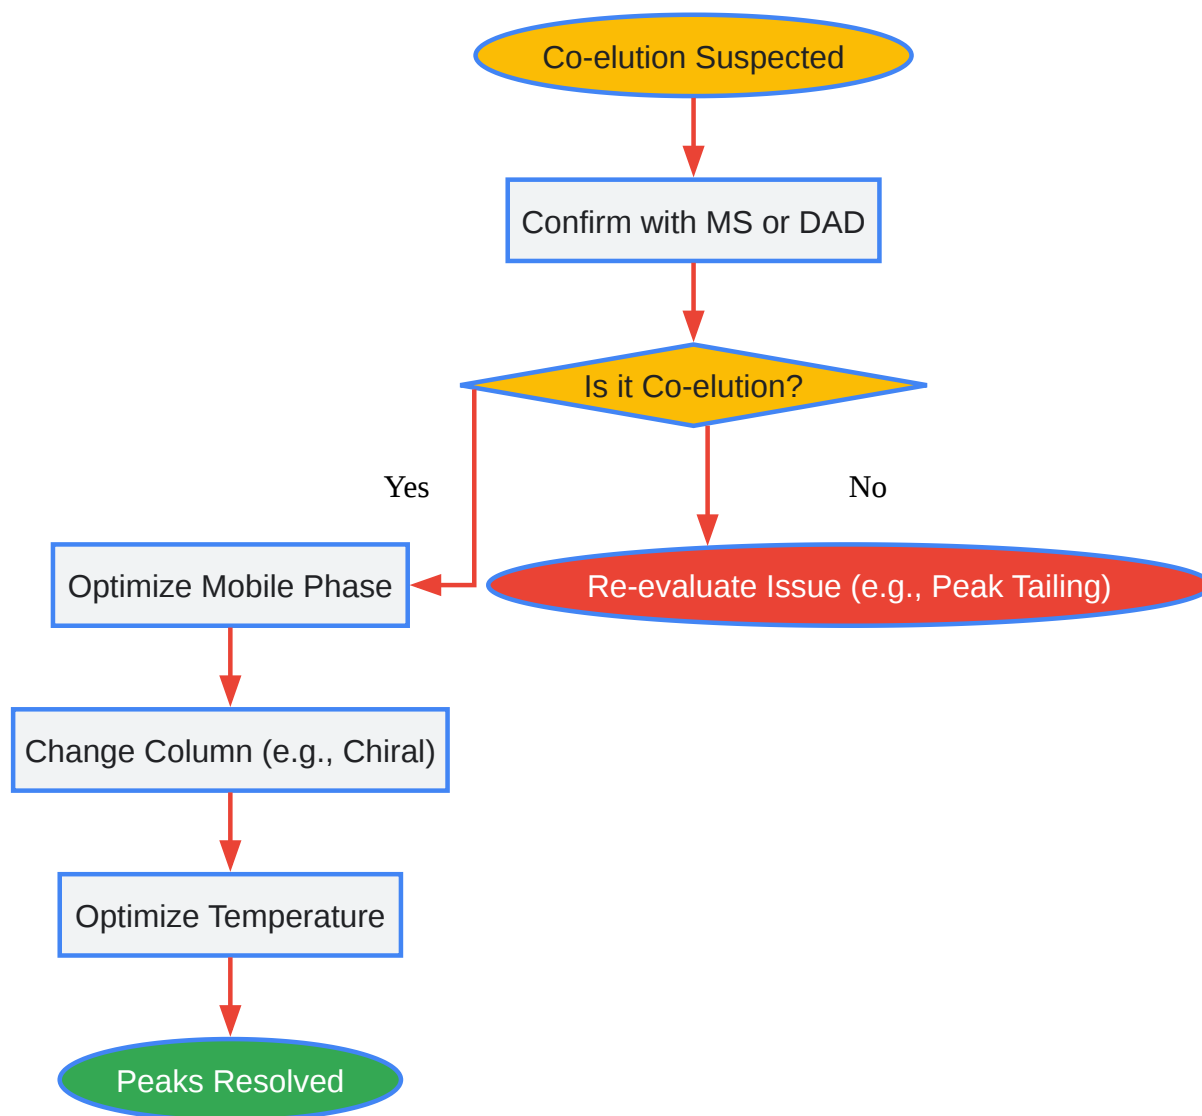 Co-elution Suspected
Confirm with MS or DAD
Is it Co-elution?
Yes
No
Optimize Mobile Phase
Re-evaluate Issue (e.g., Peak Tailing)
Change Column (e.g., Chiral)
Optimize Temperature
Peaks Resolved